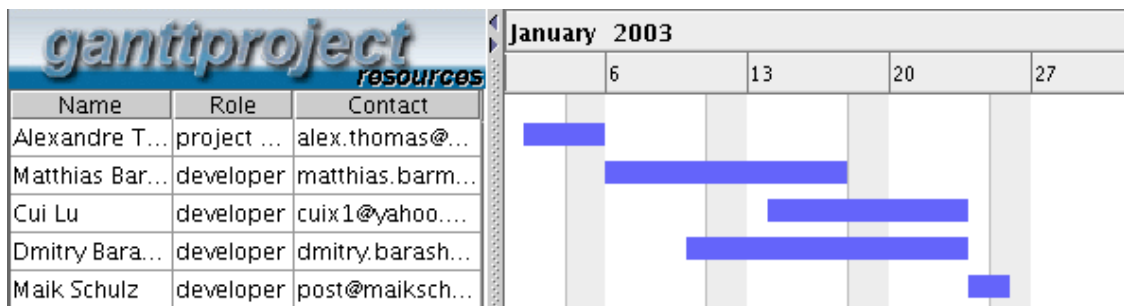 ganttproject
resources
January 2003
6 13 20 27
Name Role Contact
Alexandre T... project ... alex.thomas@...
Matthias Bar... developer matthias.barm...
Cui Lu developer cuix1@yahoo....
Dmitry Bara... developer dmitry.barash...
Maik Schulz developer post@maiksch...